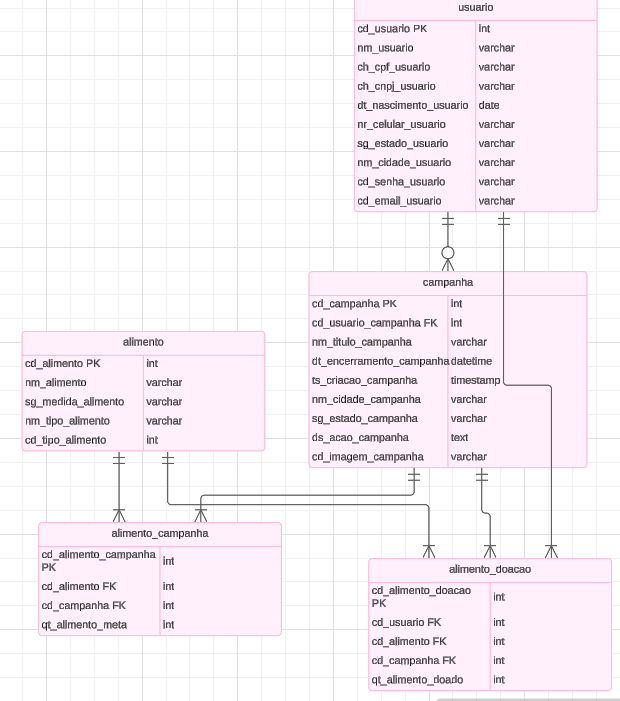 usuario
cd_usuario PK int
nm_usuario varchar
ch_cpf_usuario varchar
ch_cnpj_usuario varchar
dt_nascimento_usuario date
nr_celular_usuario varchar
sg_estado_usuario varchar
nm_cidade_usuario varchar
cd_senha_usuario varchar
cd_email_usuario varchar
campanha
cd_campanha PK int
cd_usuario_campanha FK int
nm_titulo_campanha varchar
dt_encerramento_campanha datetime
ts_criacao_campanha timestamp
nm_cidade_campanha varchar
sg_estado_campanha varchar
ds_acao_campanha text
cd_imagem_campanha varchar
alimento
cd_alimento PK int
nm_alimento varchar
sg_medida_alimento varchar
nm_tipo_alimento varchar
cd_tipo_alimento int
alimento_campanha
cd_alimento_campanha
PK int
cd_alimento FK int
cd_campanha FK int
qt_alimento_meta int
alimento_doacao
cd_alimento_doacao
PK int
cd_usuario FK int
cd_alimento FK int
cd_campanha FK int
qt_alimento_doado int